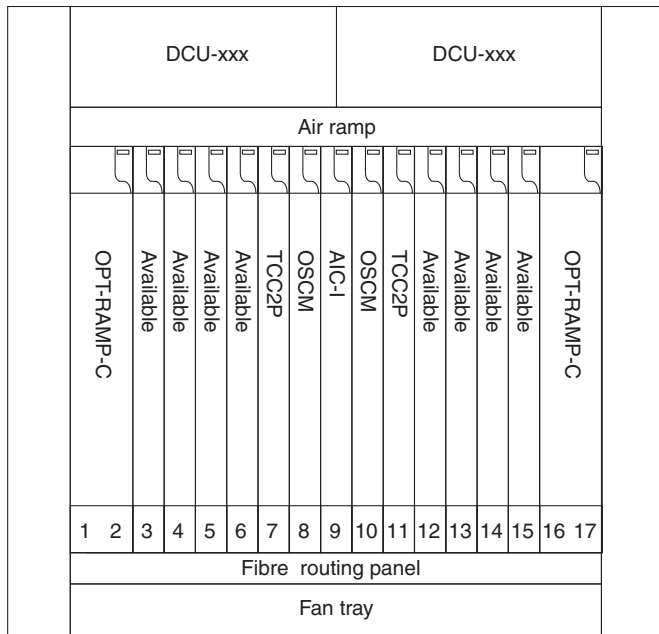 DCU-xxx DCU-xxx
Air ramp
OPT-RAMP-C
Available
Available
Available
Available
TCC2P
OSCM
AIC-I
OSCM
TCC2P
Available
Available
Available
Available
OPT-RAMP-C
1 2 3 4 5 6 7 8 9 10 11 12 13 14 15 16 17
Fibre routing panel
Fan tray